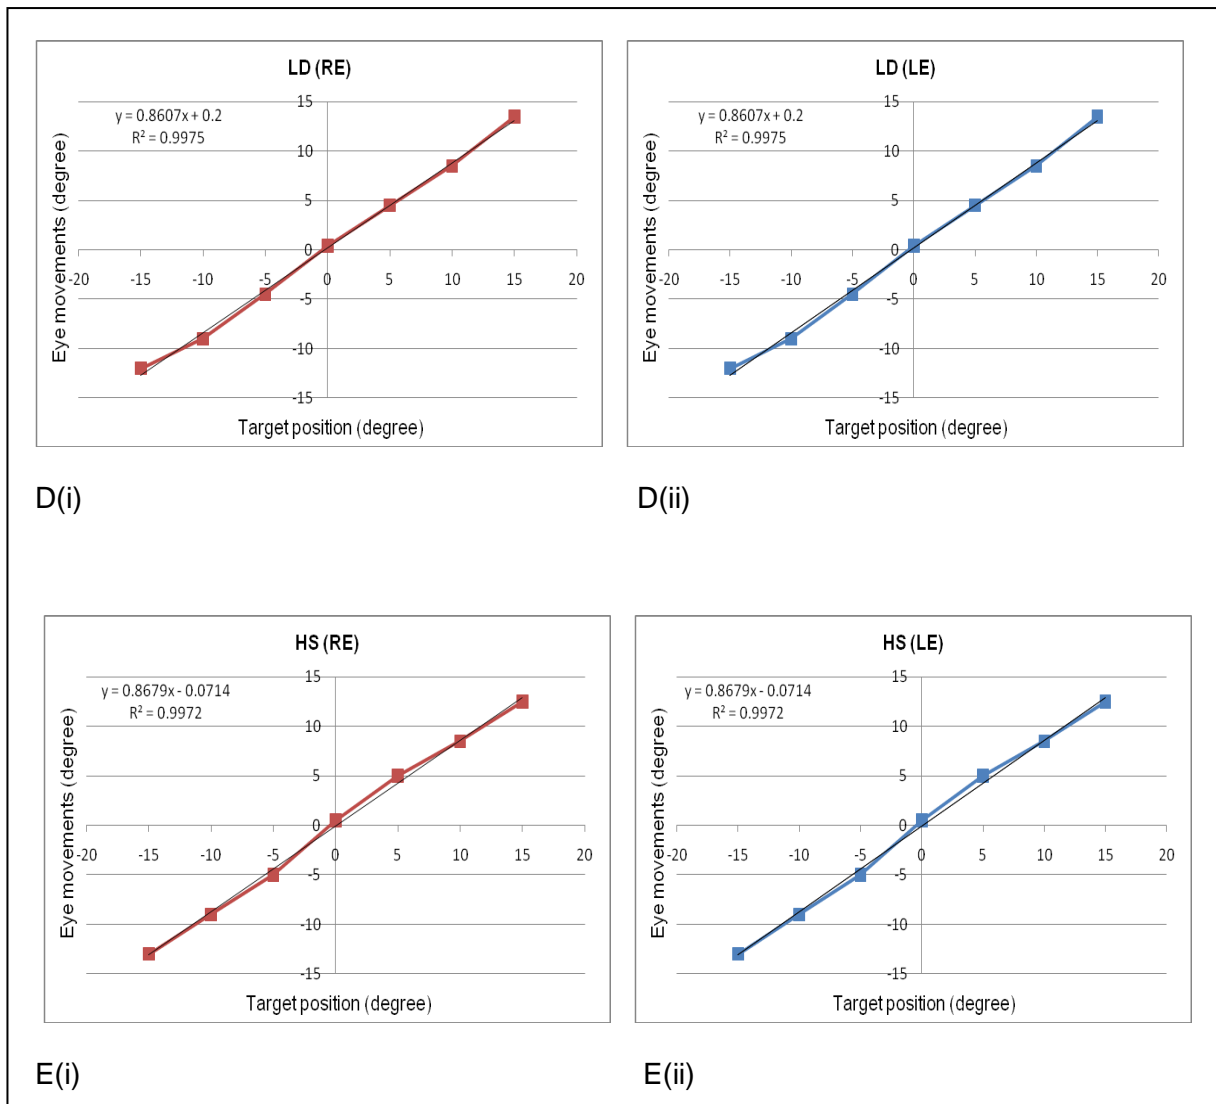 LD (RE)
y = 0.8607x + 0.2
R² = 0.9975
Eye movements (degree)
15
10
5
0
-5
-10
-15
-20 -15 -10 -5 0 5 10 15 20
Target position (degree)
D(i)
LD (LE)
y = 0.8607x + 0.2
R² = 0.9975
Eye movements (degree)
15
10
5
0
-5
-10
-15
-20 -15 -10 -5 0 5 10 15 20
Target position (degree)
D(ii)
HS (RE)
y = 0.8679x - 0.0714
R² = 0.9972
Eye movements (degree)
15
10
5
0
-5
-10
-15
-20 -15 -10 -5 0 5 10 15 20
Target position (degree)
E(i)
HS (LE)
y = 0.8679x - 0.0714
R² = 0.9972
Eye movements (degree)
15
10
5
0
-5
-10
-15
-20 -15 -10 -5 0 5 10 15 20
Target position (degree)
E(ii)